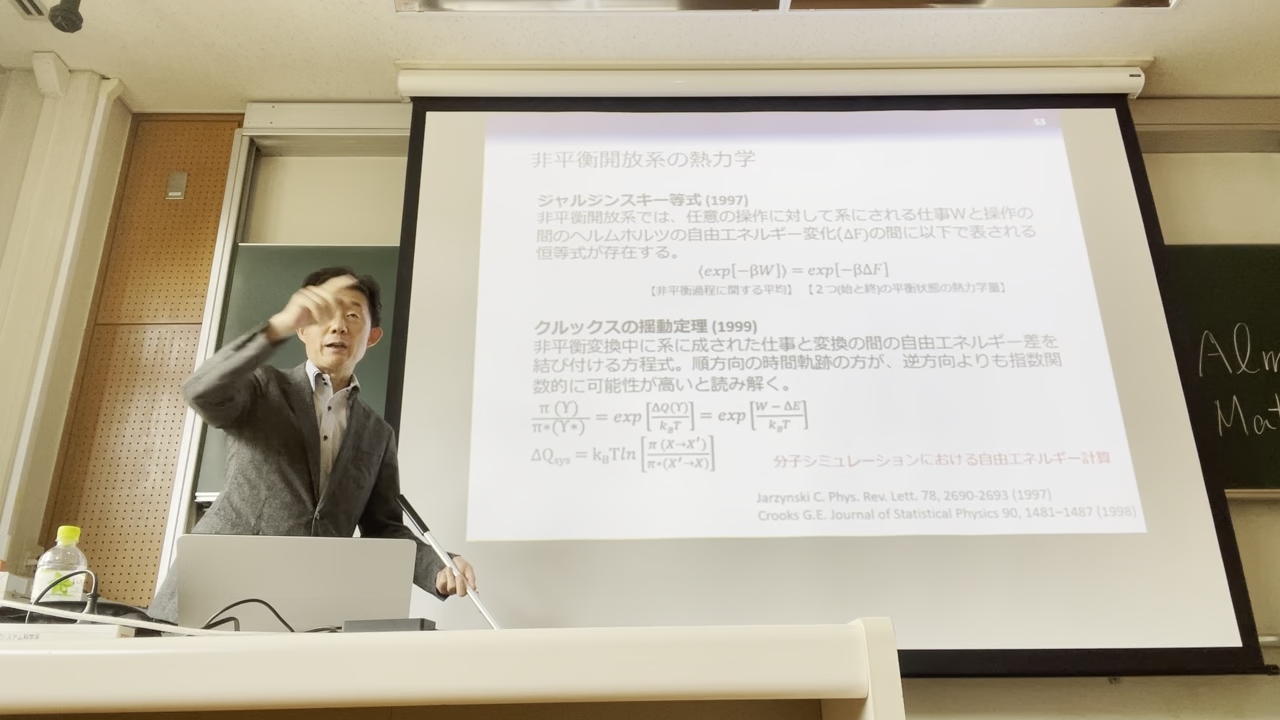 53
非平衡開放系の熱力学
ジャルジンスキー等式 (1997)
非平衡開放系では、任意の操作に対して系にされる仕事Wと操作の
間のヘルムホルツの自由エネルギー変化(ΔF)の間に以下で表される
恒等式が存在する。
⟨exp[−βW]⟩ = exp[−βΔF]
【非平衡過程に関する平均】 【２つ(始と終)の平衡状態の熱力学量】
クルックスの揺動定理 (1999)
非平衡変換中に系に成された仕事と変換の間の自由エネルギー差を
結び付ける方程式。順方向の時間軌跡の方が、逆方向よりも指数関
数的に可能性が高いと読み解く。
π (Υ) / π∗(Υ∗) = exp [ΔQ(Υ) / k_BT] = exp [W − ΔE / k_BT]
ΔQ_sys = k_BTln [π (X→X′) / π∗(X′→X)]
分子シミュレーションにおける自由エネルギー計算
Jarzynski C. Phys. Rev. Lett. 78, 2690-2693 (1997)
Crooks G.E. Journal of Statistical Physics 90, 1481–1487 (1998)
Alm
Mat